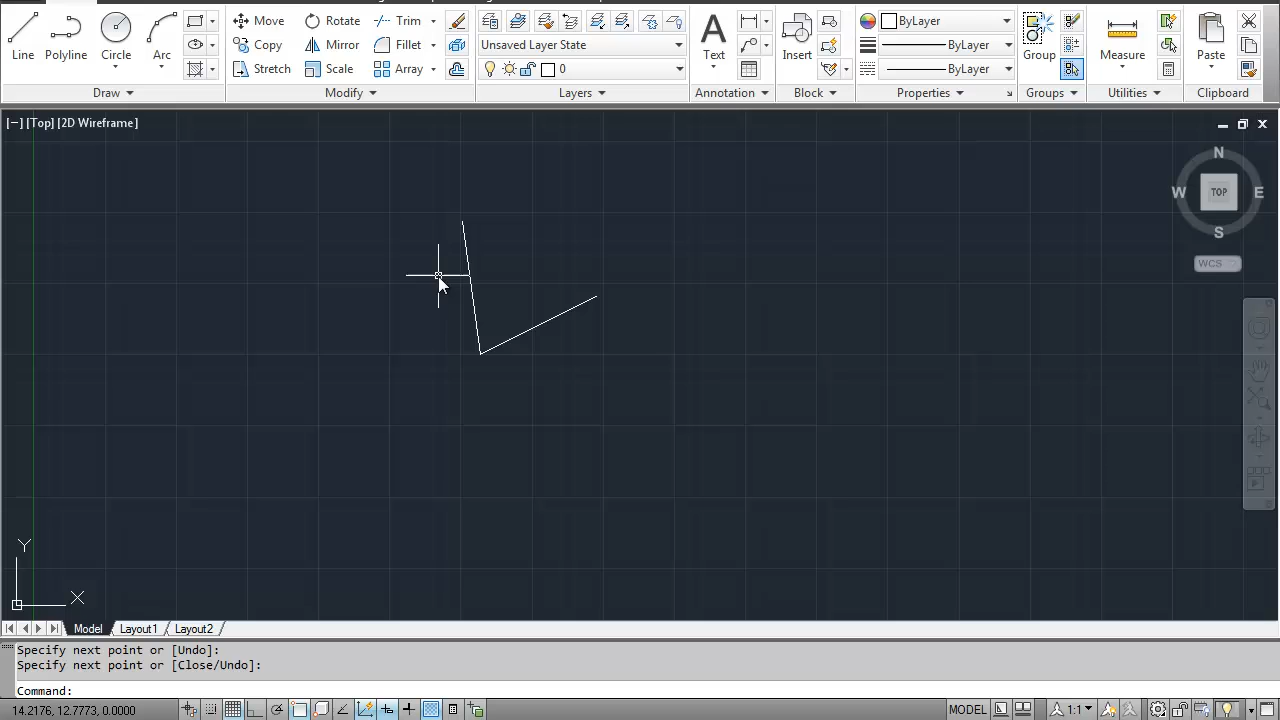 Line
Polyline
Circle
Arc
Move
Rotate
Trim
Copy
Mirror
Fillet
Stretch
Scale
Array
Unsaved Layer State
0
Text
Insert
ByLayer
ByLayer
ByLayer
Group
Measure
Paste
Draw
Modify
Layers
Annotation
Block
Properties
Groups
Utilities
Clipboard
[−] [Top] [2D Wireframe]
N
W
TOP
E
S
WCS
Y
X
Model
Layout1
Layout2
Specify next point or [Undo]:
Specify next point or [Close/Undo]:
Command:
14.2176, 12.7773, 0.0000
MODEL
1:1